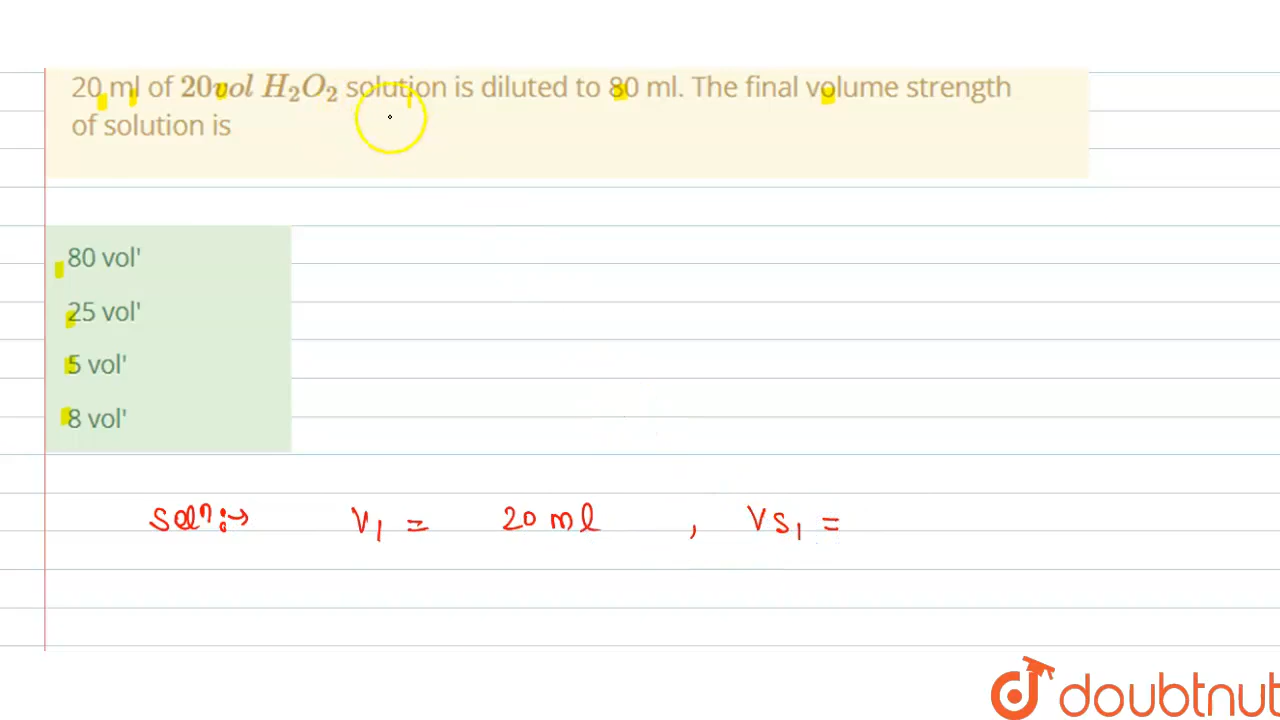 20 ml of 20vol H₂O₂ solution is diluted to 80 ml. The final volume strength
of solution is
80 vol'
25 vol'
5 vol'
8 vol'
Solⁿ:→ V₁ = 20 ml , VS₁ =
doubtnut